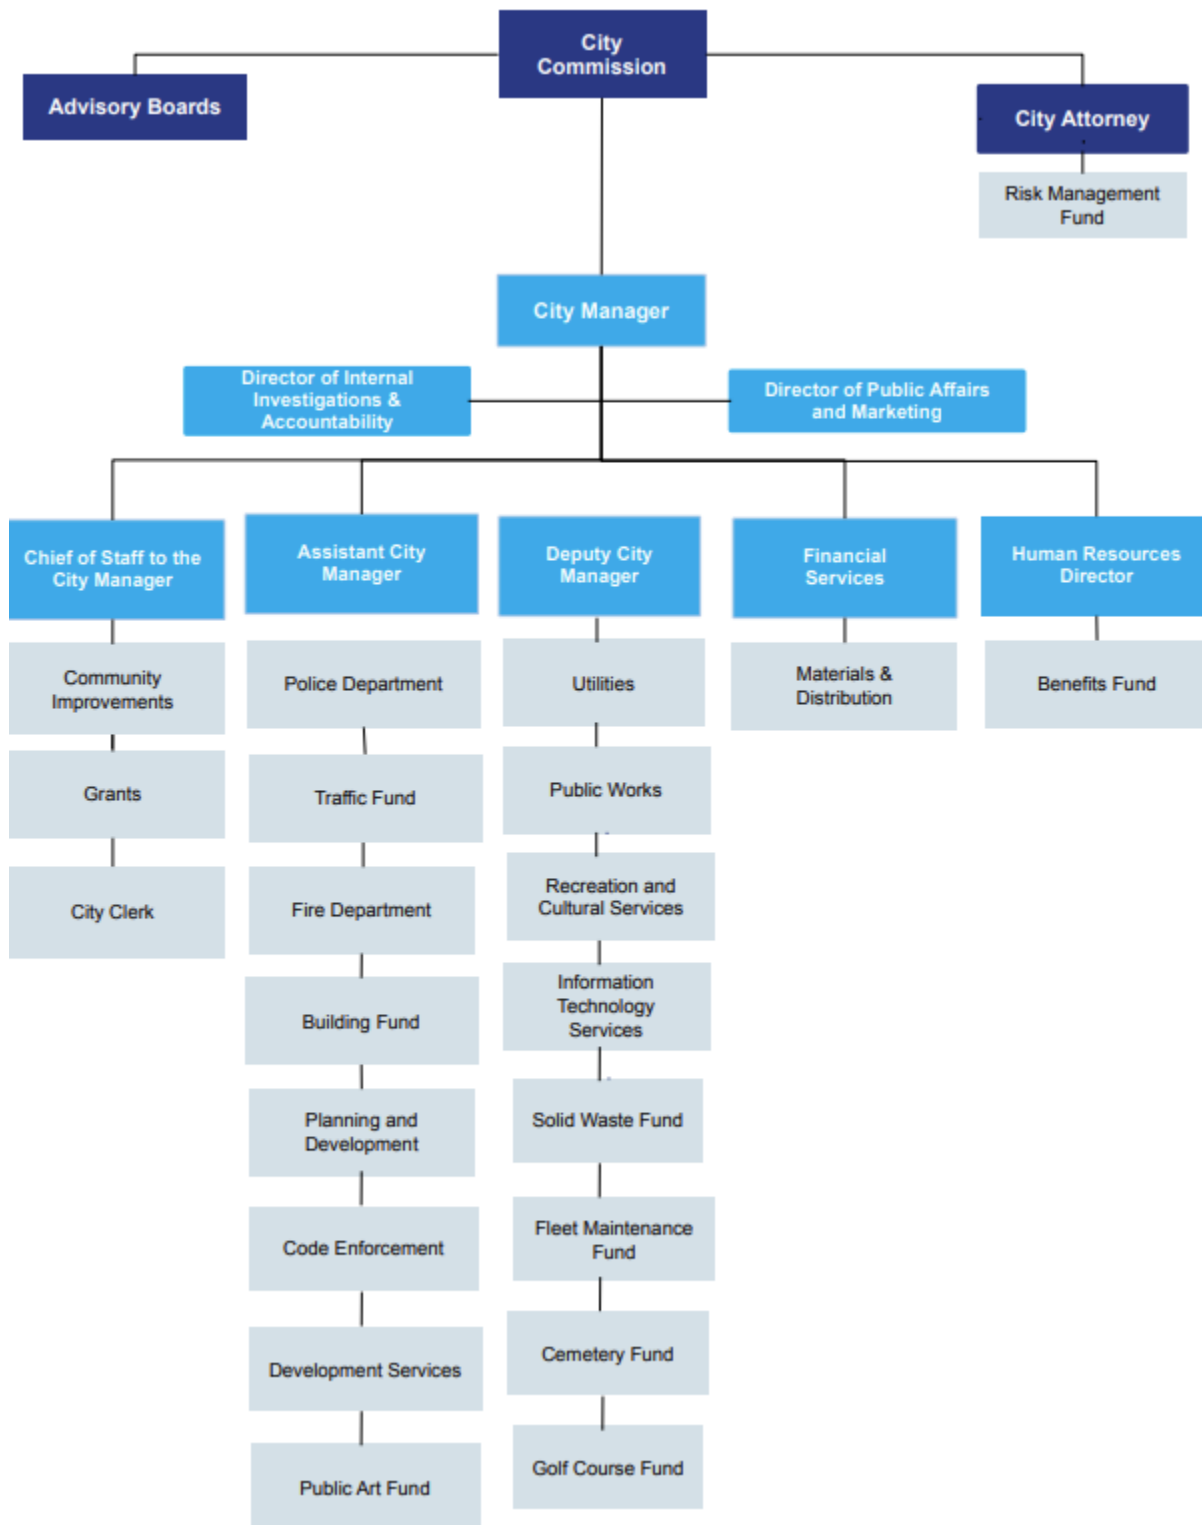 City
Commission
Advisory Boards
City Attorney
Risk Management
Fund
City Manager
Director of Internal
Investigations &
Accountability
Director of Public Affairs
and Marketing
Chief of Staff to the
City Manager
Assistant City
Manager
Deputy City
Manager
Financial
Services
Human Resources
Director
Community
Improvements
Grants
City Clerk
Police Department
Traffic Fund
Fire Department
Building Fund
Planning and
Development
Code Enforcement
Development Services
Public Art Fund
Utilities
Public Works
Recreation and
Cultural Services
Information
Technology
Services
Solid Waste Fund
Fleet Maintenance
Fund
Cemetery Fund
Golf Course Fund
Materials &
Distribution
Benefits Fund